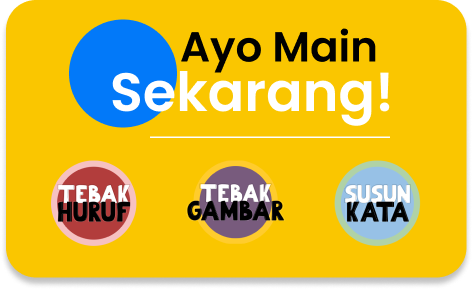 Ayo Main
Sekarang!
TEBAK
HURUF
TEBAK
GAMBAR
SUSUN
KATA